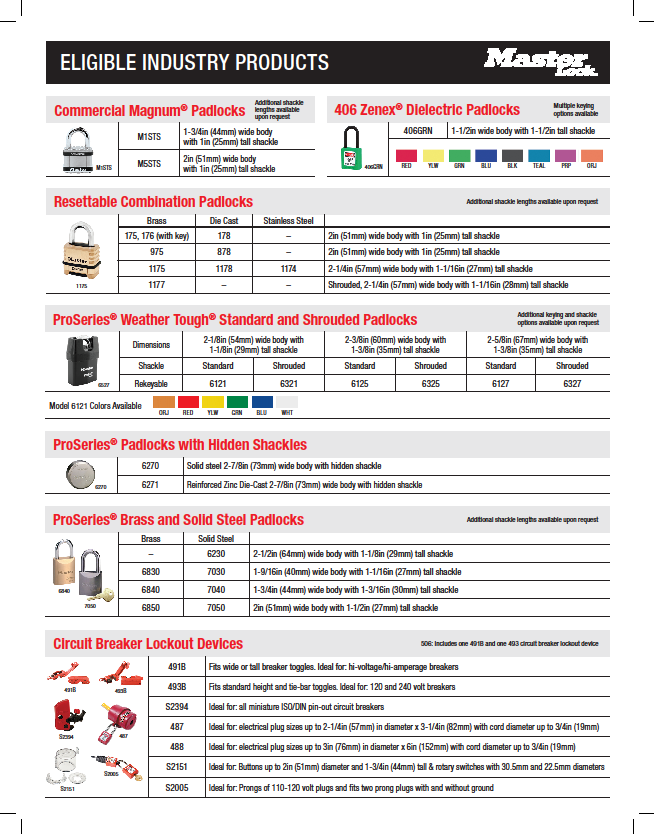 ELIGIBLE INDUSTRY PRODUCTS
Master Lock.
Commercial Magnum® Padlocks
Additional shackle
lengths available
upon request
M1STS
M1STS
1-3/4in (44mm) wide body
with 1in (25mm) tall shackle
M5STS
2in (51mm) wide body
with 1in (25mm) tall shackle
406 Zenex® Dielectric Padlocks
Multiple keying
options available
406GRN
406GRN
1-1/2in wide body with 1-1/2in tall shackle
RED YLW GRN BLU BLK TEAL PRP ORJ
Resettable Combination Padlocks
Additional shackle lengths available upon request
Brass Die Cast Stainless Steel
175, 176 (with key) 178 – 2in (51mm) wide body with 1in (25mm) tall shackle
975 878 – 2in (51mm) wide body with 1in (25mm) tall shackle
1175 1178 1174 2-1/4in (57mm) wide body with 1-1/16in (27mm) tall shackle
1177 – – Shrouded, 2-1/4in (57mm) wide body with 1-1/16in (28mm) tall shackle
1175
ProSeries® Weather Tough® Standard and Shrouded Padlocks
Additional keying and shackle
options available upon request
Dimensions
2-1/8in (54mm) wide body with
1-1/8in (29mm) tall shackle
2-3/8in (60mm) wide body with
1-3/8in (35mm) tall shackle
2-5/8in (67mm) wide body with
1-3/8in (35mm) tall shackle
Shackle Standard Shrouded Standard Shrouded Standard Shrouded
Rekeyable 6121 6321 6125 6325 6127 6327
6327
Model 6121 Colors Available
ORJ RED YLW GRN BLU WHT
ProSeries® Padlocks with Hidden Shackles
6270 Solid steel 2-7/8in (73mm) wide body with hidden shackle
6271 Reinforced Zinc Die-Cast 2-7/8in (73mm) wide body with hidden shackle
6270
ProSeries® Brass and Solid Steel Padlocks
Additional shackle lengths available upon request
Brass Solid Steel
– 6230 2-1/2in (64mm) wide body with 1-1/8in (29mm) tall shackle
6830 7030 1-9/16in (40mm) wide body with 1-1/16in (27mm) tall shackle
6840 7040 1-3/4in (44mm) wide body with 1-3/16in (30mm) tall shackle
6850 7050 2in (51mm) wide body with 1-1/2in (27mm) tall shackle
6840
7050
Circuit Breaker Lockout Devices
506: Includes one 491B and one 493 circuit breaker lockout device
491B Fits wide or tall breaker toggles. Ideal for: hi-voltage/hi-amperage breakers
493B Fits standard height and tie-bar toggles. Ideal for: 120 and 240 volt breakers
S2394 Ideal for: all miniature ISO/DIN pin-out circuit breakers
487 Ideal for: electrical plug sizes up to 2-1/4in (57mm) in diameter x 3-1/4in (82mm) with cord diameter up to 3/4in (19mm)
488 Ideal for: electrical plug sizes up to 3in (76mm) in diameter x 6in (152mm) with cord diameter up to 3/4in (19mm)
S2151 Ideal for: Buttons up to 2in (51mm) diameter and 1-3/4in (44mm) tall & rotary switches with 30.5mm and 22.5mm diameters
S2005 Ideal for: Prongs of 110-120 volt plugs and fits two prong plugs with and without ground
491B
493B
S2394
487
S2151
S2005